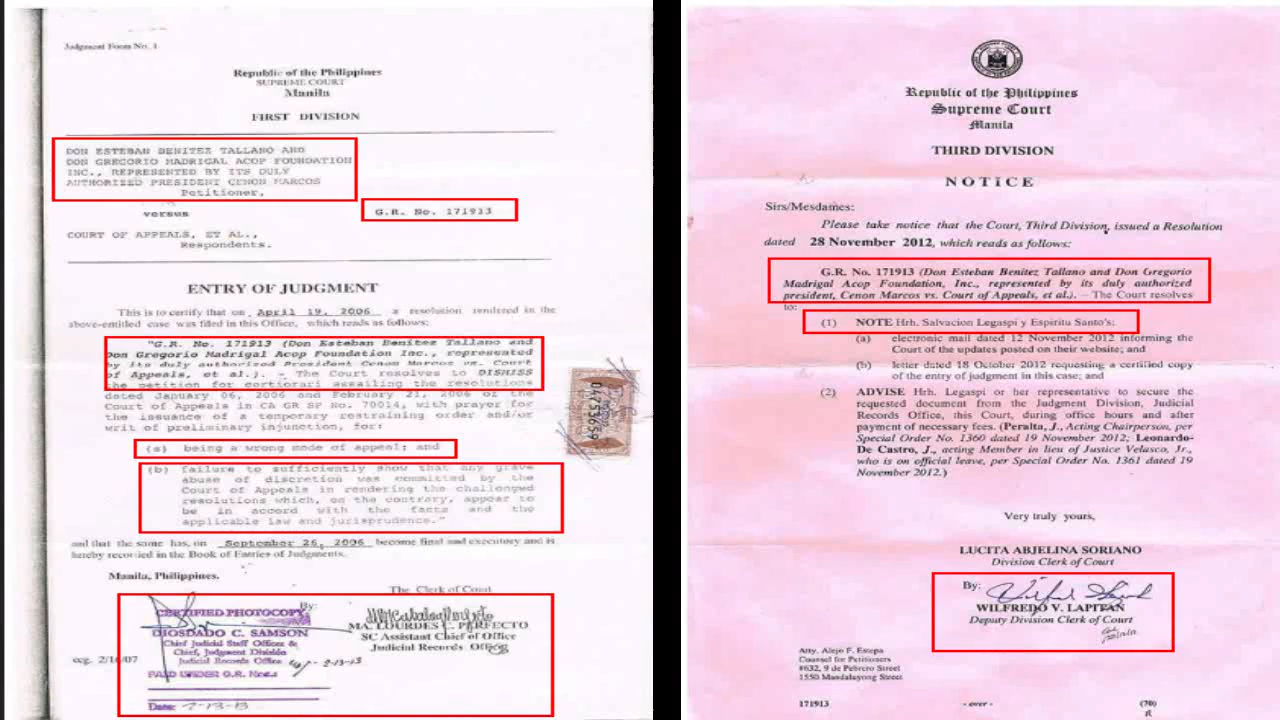 Judgment Form No. 1
Republic of the Philippines
SUPREME COURT
Manila
FIRST DIVISION
DON ESTEBAN BENITEZ TALLANO AND
DON GREGORIO MADRIGAL ACOP FOUNDATION
INC., REPRESENTED BY ITS DULY
AUTHORIZED PRESIDENT CENON MARCOS
Petitioner,
versus
G.R. No. 171913
COURT OF APPEALS, ET AL.,
Respondents.
ENTRY OF JUDGMENT
This is to certify that on April 19, 2006 a resolution rendered in the
above-entitled case was filed in this Office, which reads as follows:
"G.R. No. 171913 (Don Esteban Benitez Tallano and
Don Gregorio Madrigal Acop Foundation Inc., represented
by its duly authorized President Cenon Marcos vs. Court
of Appeals, et al.). - The Court resolves to DISMISS
the petition for certiorari assailing the resolutions
dated January 06, 2006 and February 21, 2006 of the
Court of Appeals in CA GR SP No. 70014, with prayer for
the issuance of a temporary restraining order and/or
writ of preliminary injunction, for:
(a) being a wrong mode of appeal; and
(b) failure to sufficiently show that any grave
abuse of discretion was committed by the
Court of Appeals in rendering the challenged
resolutions which, on the contrary, appear to
be in accord with the facts and the
applicable law and jurisprudence."
and that the same has, on September 26, 2006 become final and executory and is
hereby recorded in the Book of Entries of Judgments.
Manila, Philippines.
The Clerk of Court
By:
CERTIFIED PHOTOCOPY
MA. LOURDES C. PERFECTO
DIOSDADO C. SAMSON
SC Assistant Chief of Office
Chief Judicial Staff Officer &
Judicial Records Office
Chief, Judgment Division
Judicial Records Office
2-13-13
ccg. 2/16/07
PAID UNDER O.R. Nos.
Date: 2-13-13
0425659
Republic of the Philippines
Supreme Court
Manila
THIRD DIVISION
NOTICE
Sirs/Mesdames:
Please take notice that the Court, Third Division, issued a Resolution
dated 28 November 2012, which reads as follows:
G.R. No. 171913 (Don Esteban Benitez Tallano and Don Gregorio
Madrigal Acop Foundation, Inc., represented by its duly authorized
president, Cenon Marcos vs. Court of Appeals, et al.). – The Court resolves
to:
(1) NOTE Hrh. Salvacion Legaspi y Espiritu Santo's:
(a) electronic mail dated 12 November 2012 informing the
Court of the updates posted on their website; and
(b) letter dated 18 October 2012 requesting a certified copy
of the entry of judgment in this case; and
(2) ADVISE Hrh. Legaspi or her representative to secure the
requested document from the Judgment Division, Judicial
Records Office, this Court, during office hours and after
payment of necessary fees. (Peralta, J., Acting Chairperson, per
Special Order No. 1360 dated 19 November 2012; Leonardo-
De Castro, J., acting Member in lieu of Justice Velasco, Jr.,
who is on official leave, per Special Order No. 1361 dated 19
November 2012.)
Very truly yours,
LUCITA ABJELINA SORIANO
Division Clerk of Court
By:
WILFREDO V. LAPITAN
Deputy Division Clerk of Court
Atty. Alejo F. Estepa
Counsel for Petitioners
#632, 9 de Pebrero Street
1550 Mandaluyong Street
171913
- over -
(70)